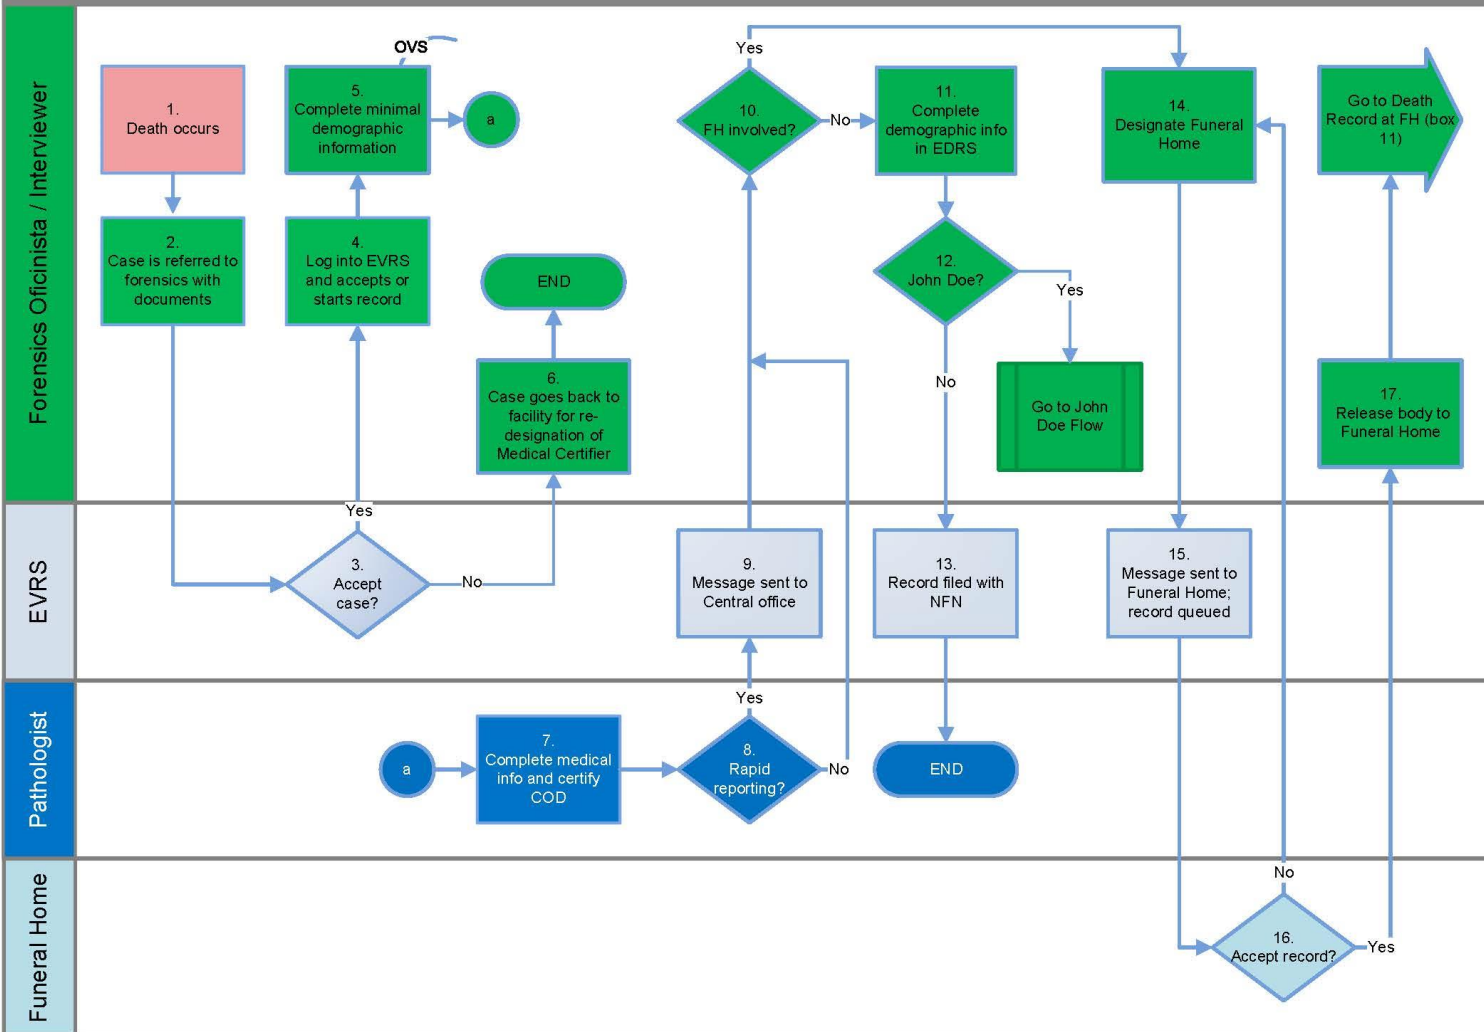 Forensics Oficinista / Interviewer
1.
Death occurs
2.
Case is referred to
forensics with
documents
OVS
5.
Complete minimal
demographic
information
a
4.
Log into EVRS
and accepts or
starts record
END
6.
Case goes back to
facility for re-
designation of
Medical Certifier
Yes
10.
FH involved?
No
11.
Complete
demographic info
in EDRS
12.
John Doe?
Yes
No
Go to John
Doe Flow
14.
Designate Funeral
Home
Go to Death
Record at FH (box
11)
17.
Release body to
Funeral Home
EVRS
Yes
3.
Accept
case?
No
9.
Message sent to
Central office
13.
Record filed with
NFN
15.
Message sent to
Funeral Home;
record queued
Pathologist
a
7.
Complete medical
info and certify
COD
Yes
8.
Rapid
reporting?
No
END
Funeral Home
No
16.
Accept record?
Yes